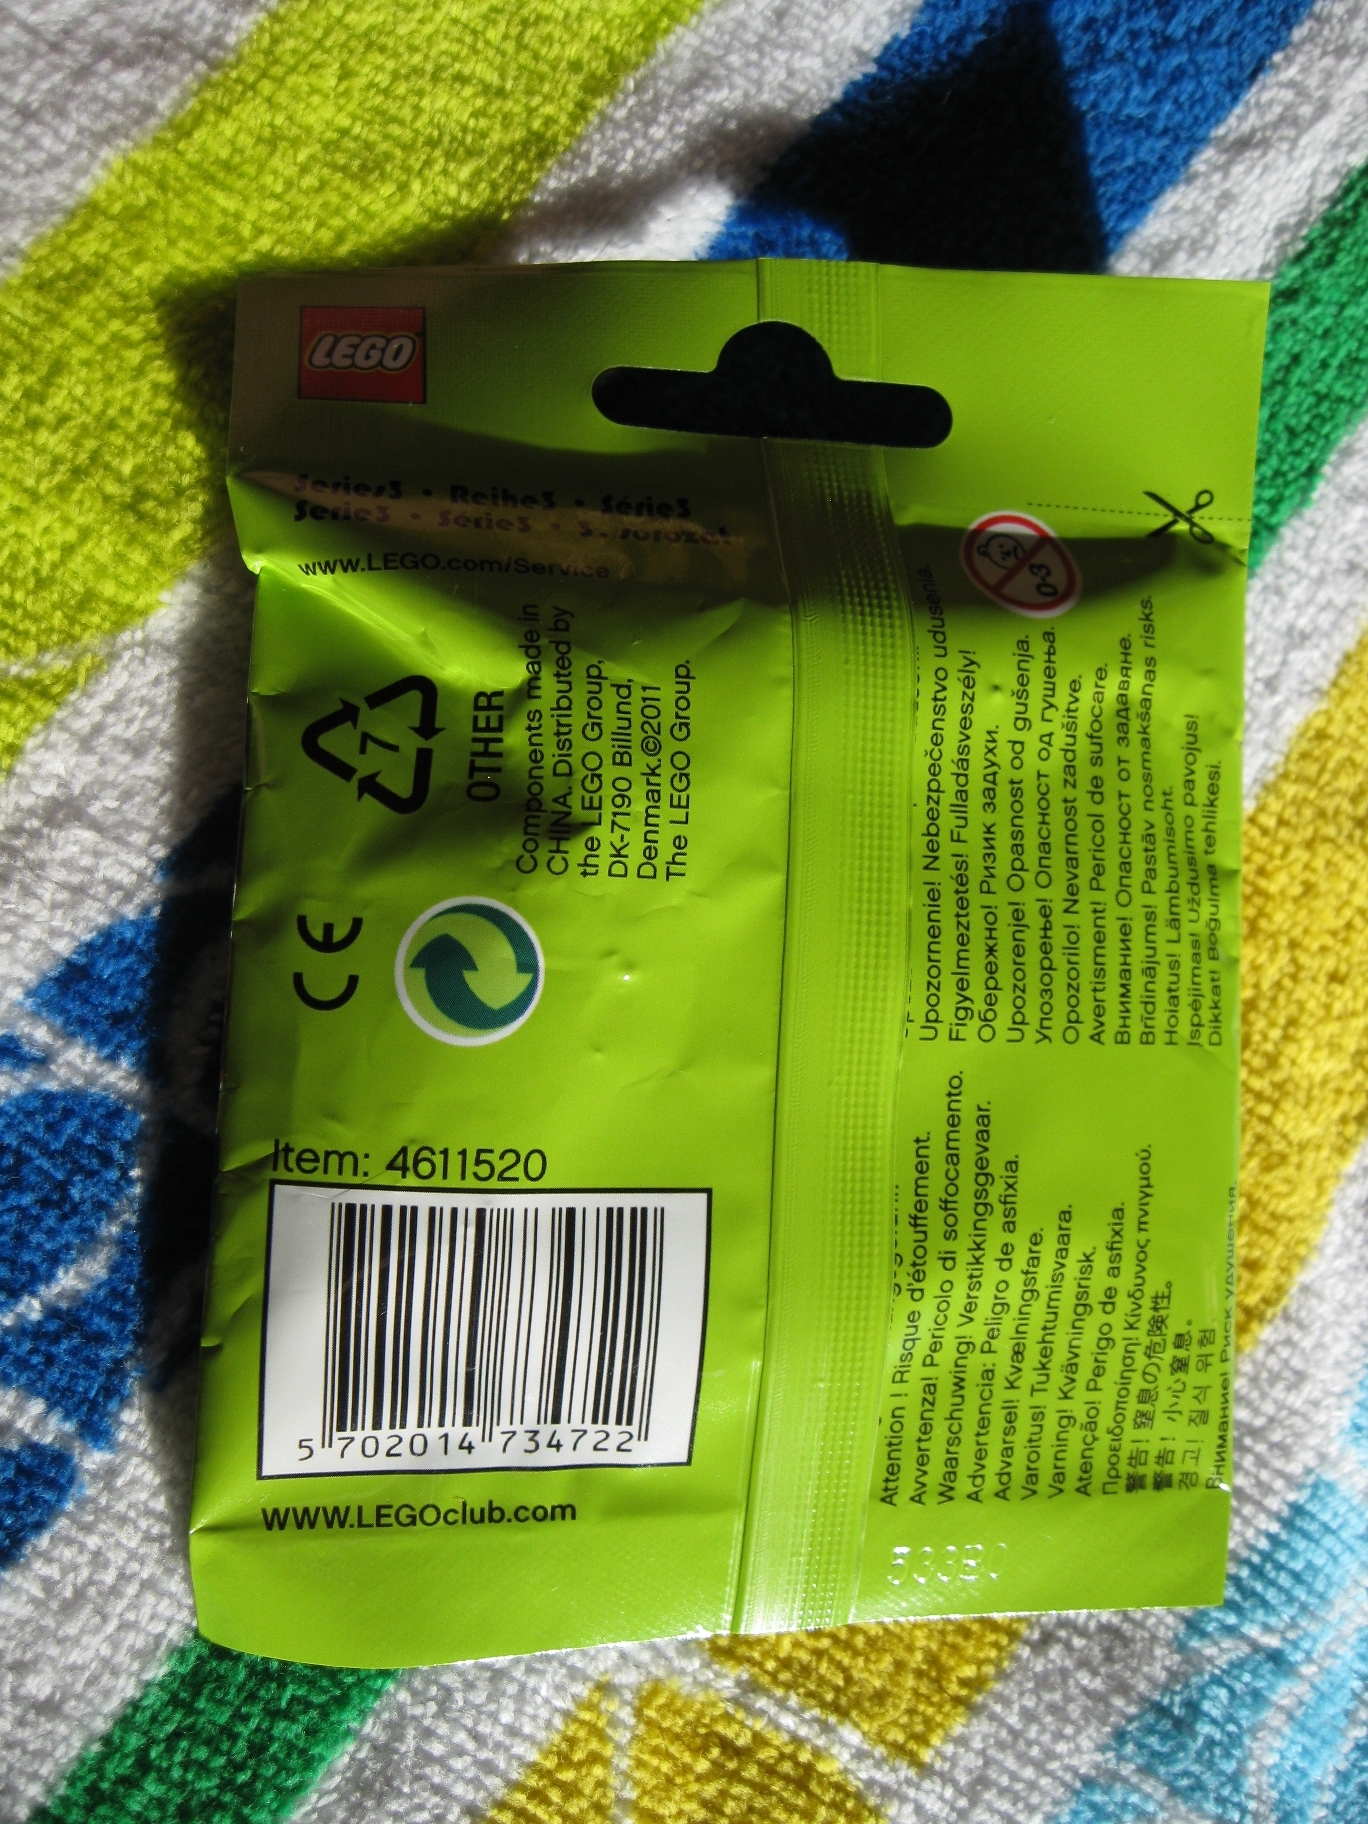 LEGO
Series3 • Reihe3 • Série3
Serie3 • Série3 • 3. sorozat
www.LEGO.com/Service
7
OTHER
Components made in
CHINA. Distributed by
the LEGO Group,
DK-7190 Billund,
Denmark.©2011
The LEGO Group.
CE
Item: 4611520
5 702014 734722
www.LEGOclub.com
0-3
Attention ! Risque d'étouffement.
Avvertenza! Pericolo di soffocamento.
Waarschuwing! Verstikkingsgevaar.
Advertencia: Peligro de asfixia.
Advarsel! Kvælningsfare.
Varoitus! Tukehtumisvaara.
Varning! Kvävningsrisk.
Atenção! Perigo de asfixia.
Προειδοποίηση! Κίνδυνος πνιγμού.
警告! 窒息の危険性。
警告! 小心窒息。
경고! 질식 위험.
Внимание! Риск удушения.
Upozornenie! Nebezpečenstvo udusenia.
Figyelmeztetés! Fulladásveszély!
Обережно! Ризик задухи.
Upozorenje! Opasnost od gušenja.
Упозорење! Опасност од гушења.
Opozorilo! Nevarnost zadušitve.
Avertisment! Pericol de sufocare.
Внимание! Опасност от задавяне.
Brīdinājums! Pastāv nosmakšanas risks.
Hoiatus! Lämbumisoht.
Įspėjimas! Uždusimo pavojus!
Dikkat! Boğulma tehlikesi.